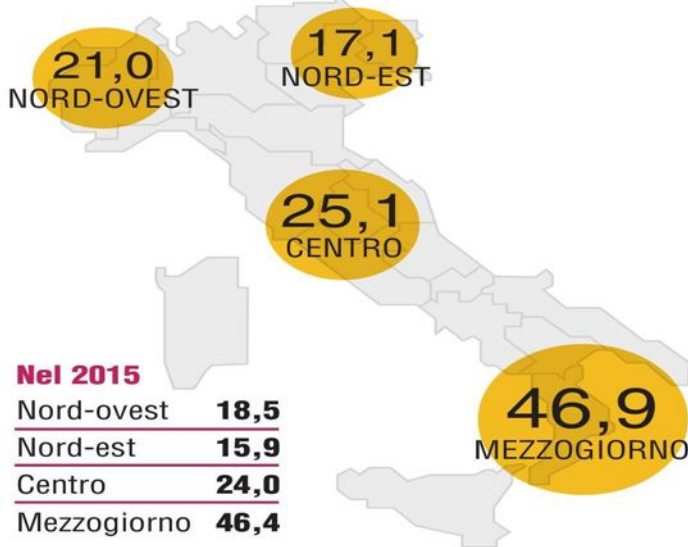 17,1
NORD-EST
21,0
NORD-OVEST
25,1
CENTRO
46,9
MEZZOGIORNO
Nel 2015
Nord-ovest 18,5
Nord-est 15,9
Centro 24,0
Mezzogiorno 46,4